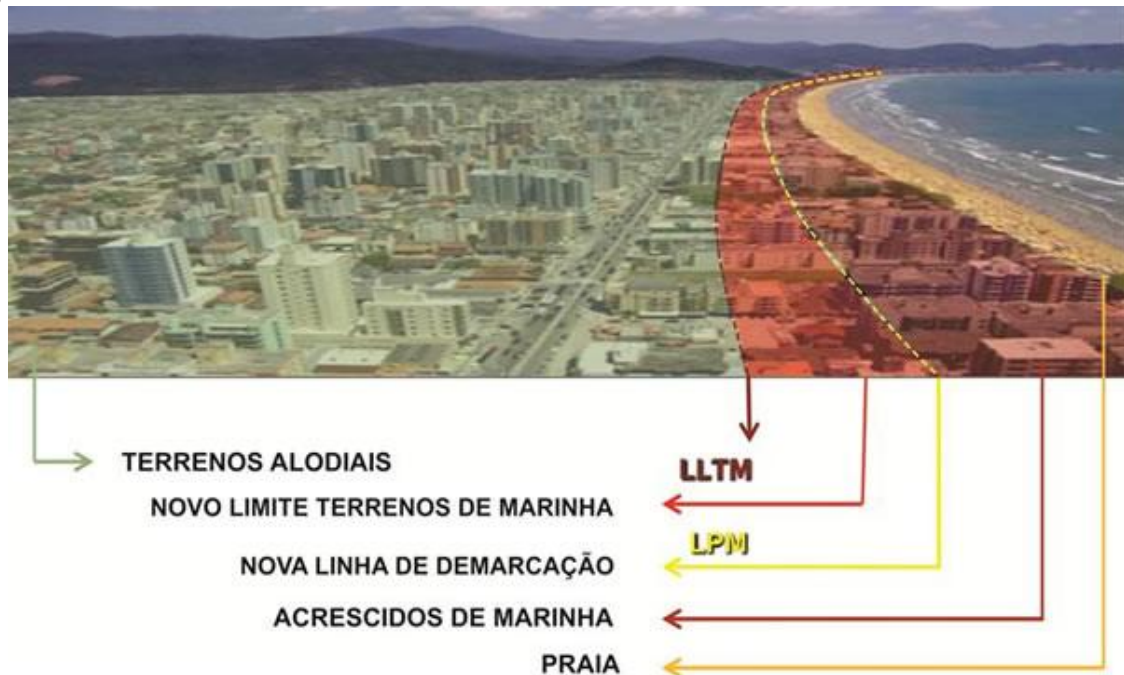 TERRENOS ALODIAIS
LLTM
NOVO LIMITE TERRENOS DE MARINHA
LPM
NOVA LINHA DE DEMARCAÇÃO
ACRESCIDOS DE MARINHA
PRAIA